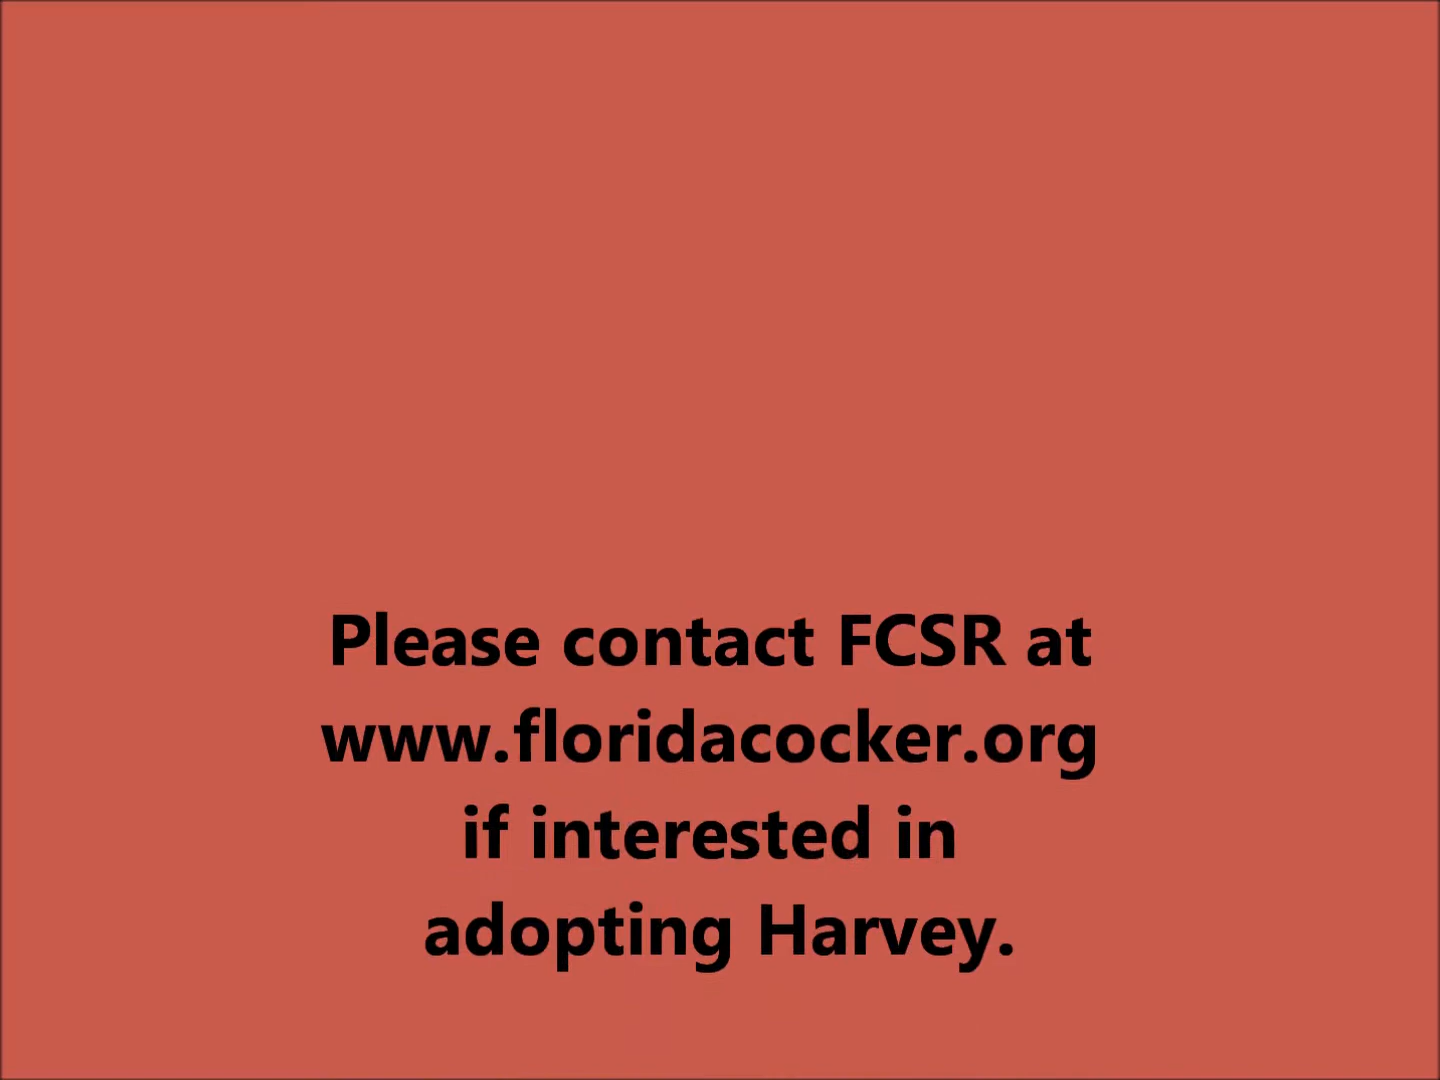 Please contact FCSR at
www.floridacocker.org
if interested in
adopting Harvey.